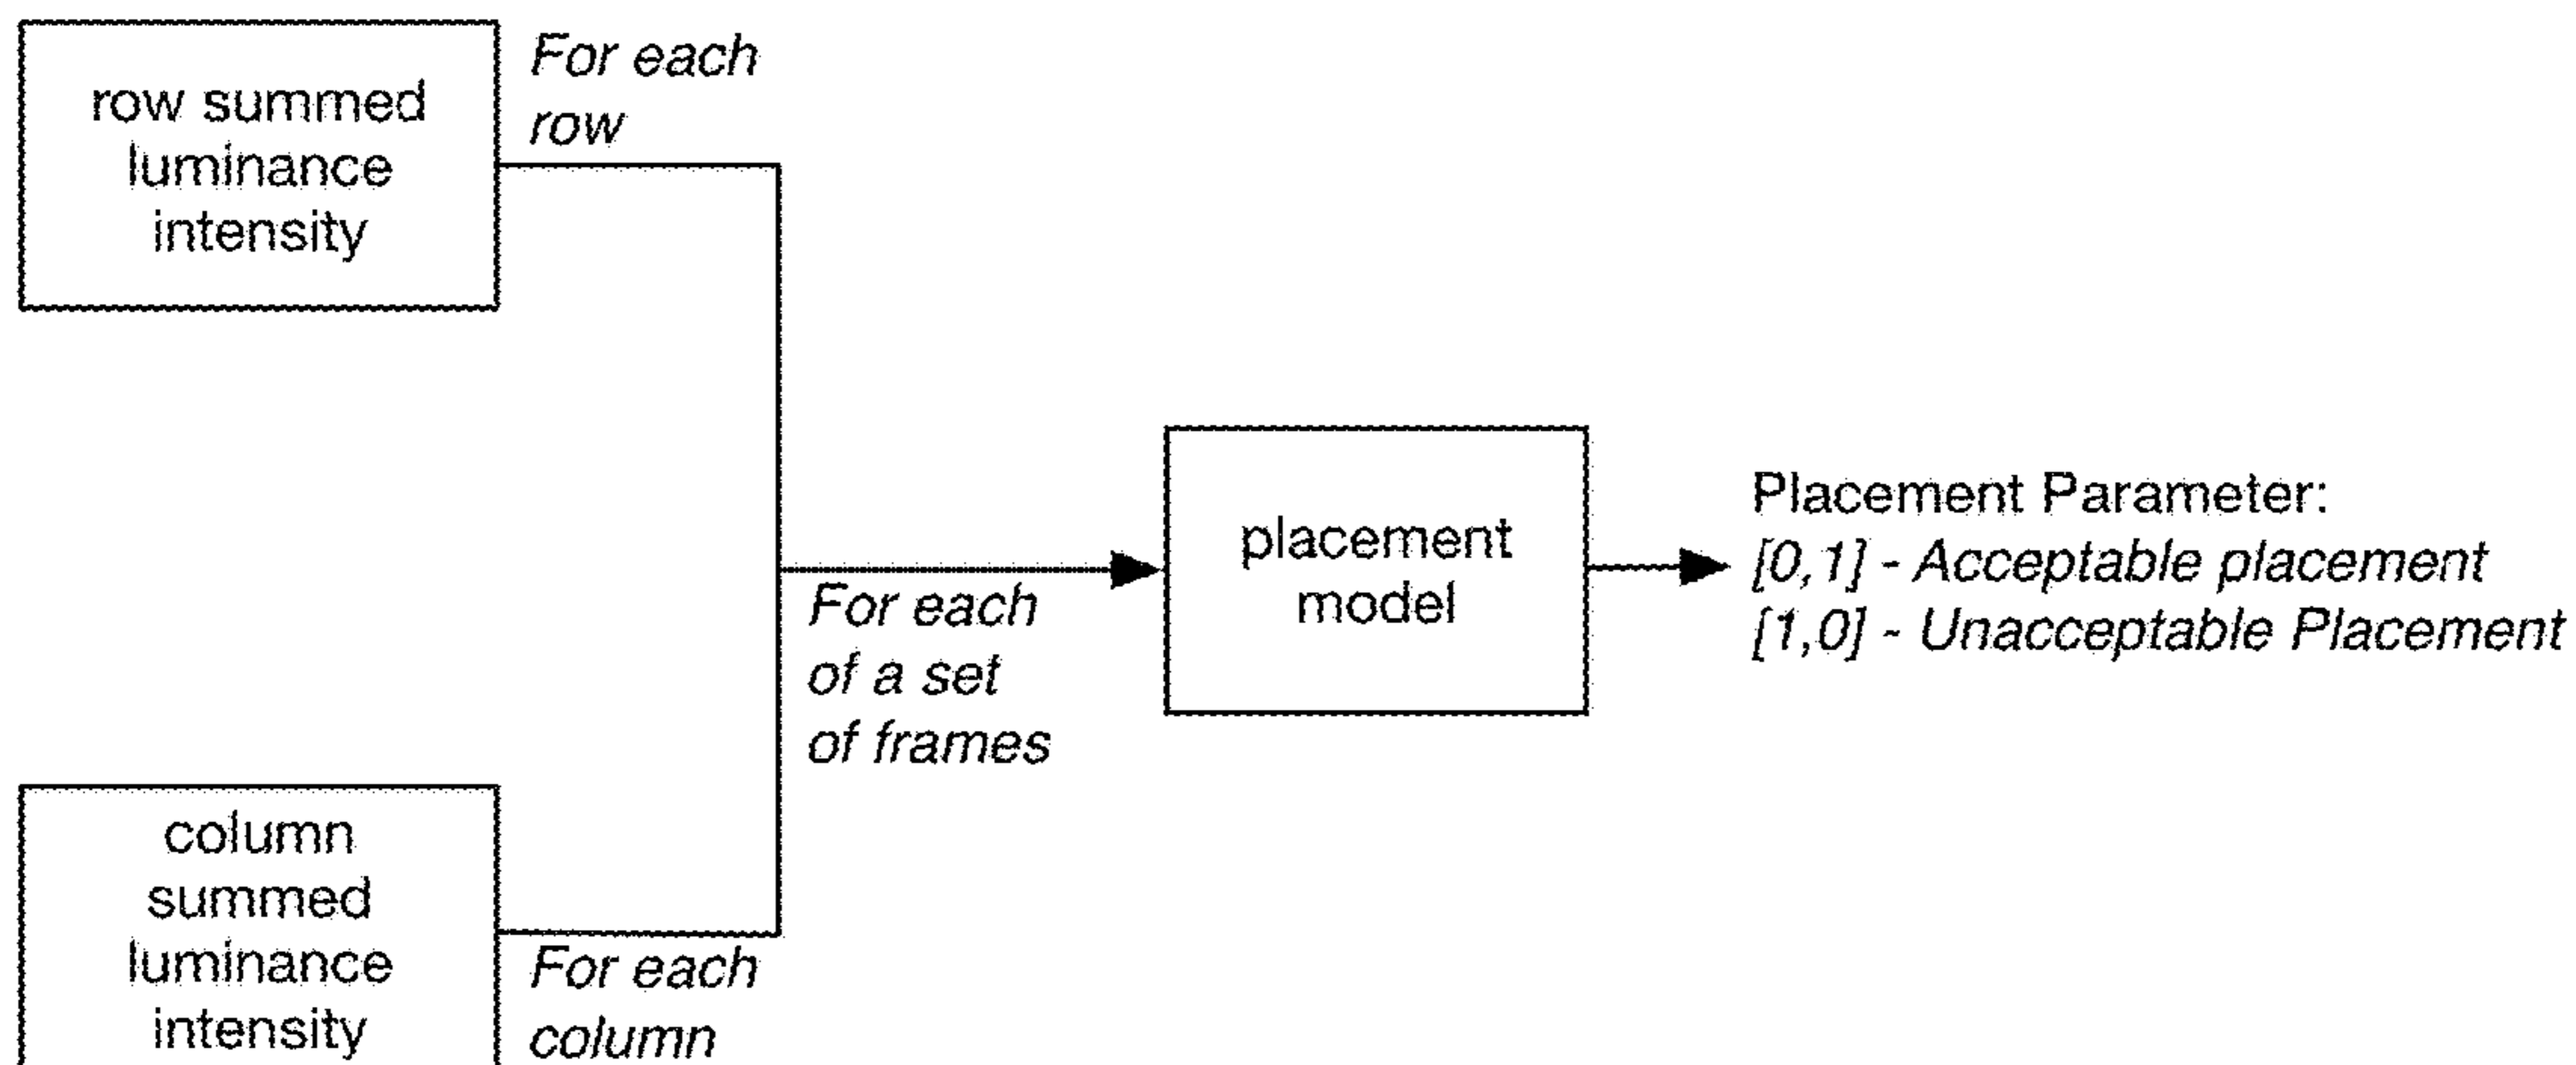 row summed
luminance
intensity
For each
row
column
summed
luminance
intensity
For each
column
For each
of a set
of frames
placement
model
Placement Parameter:
[0,1] - Acceptable placement
[1,0] - Unacceptable Placement